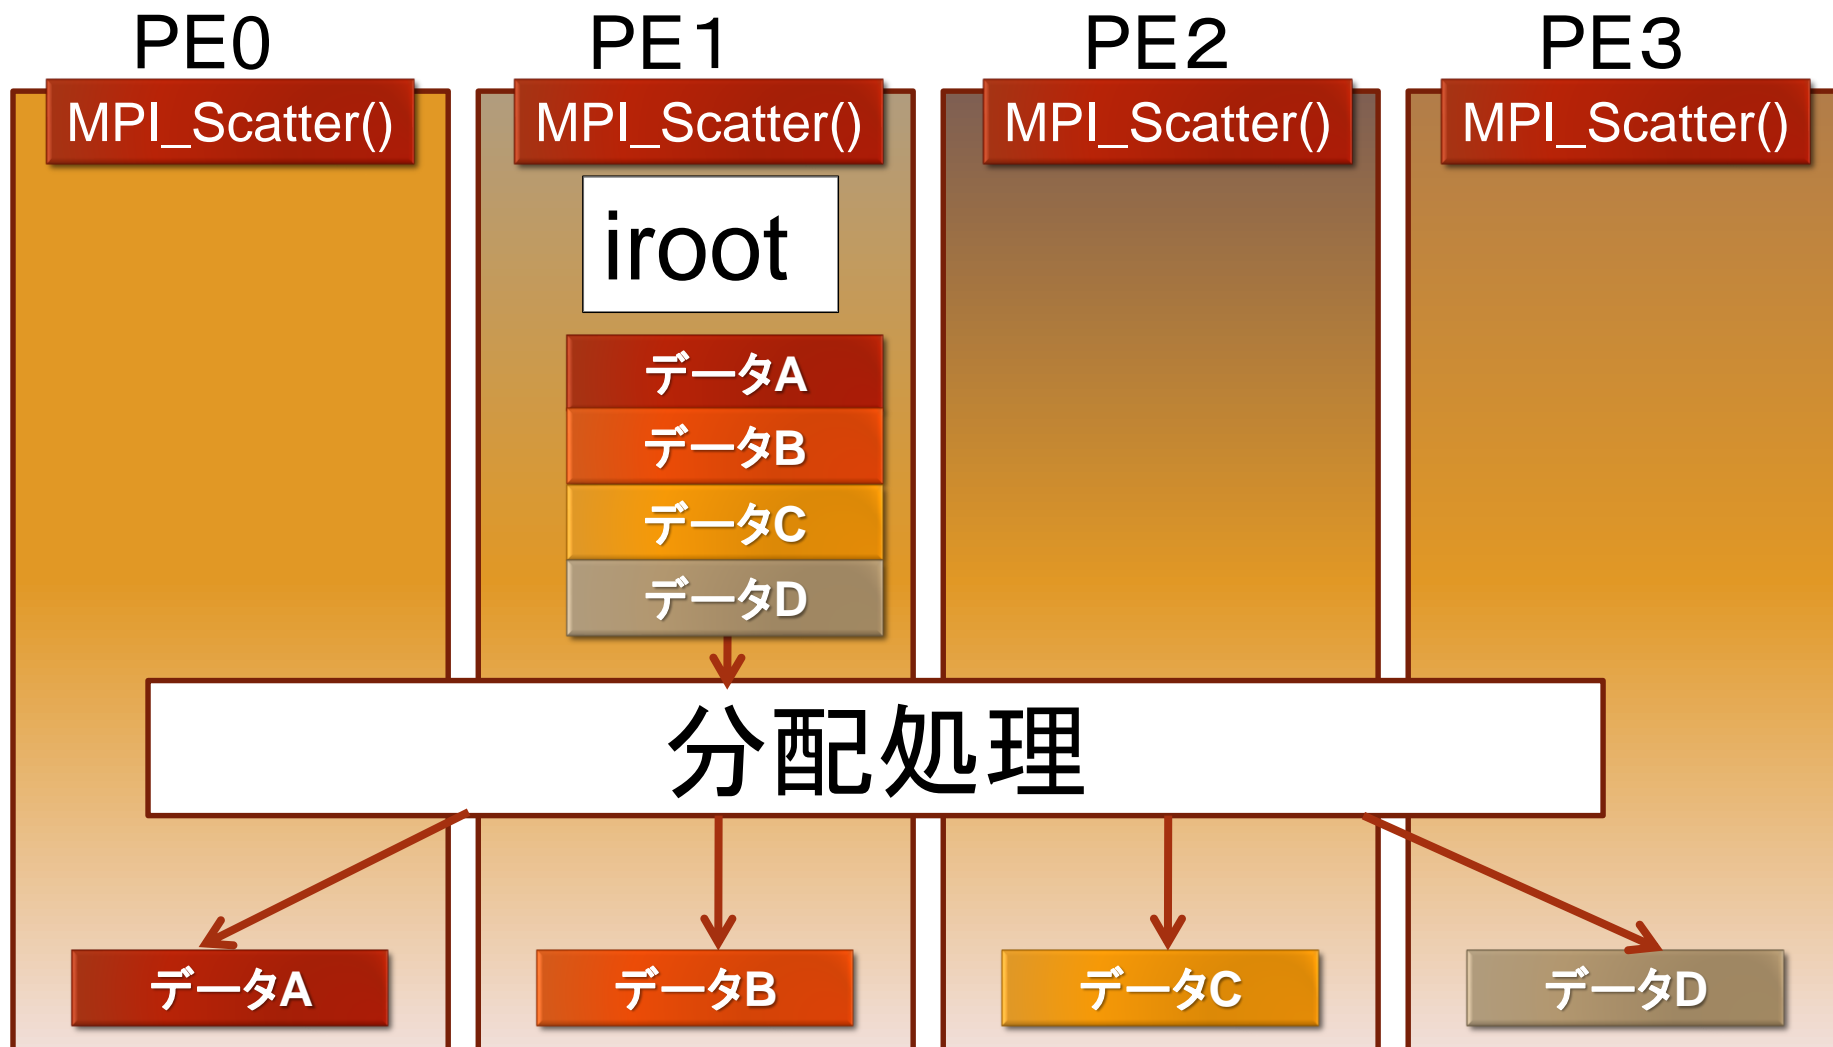 PE0
PE1
PE2
PE3
MPI_Scatter()
MPI_Scatter()
MPI_Scatter()
MPI_Scatter()
iroot
データA
データB
データC
データD
分配処理
データA
データB
データC
データD